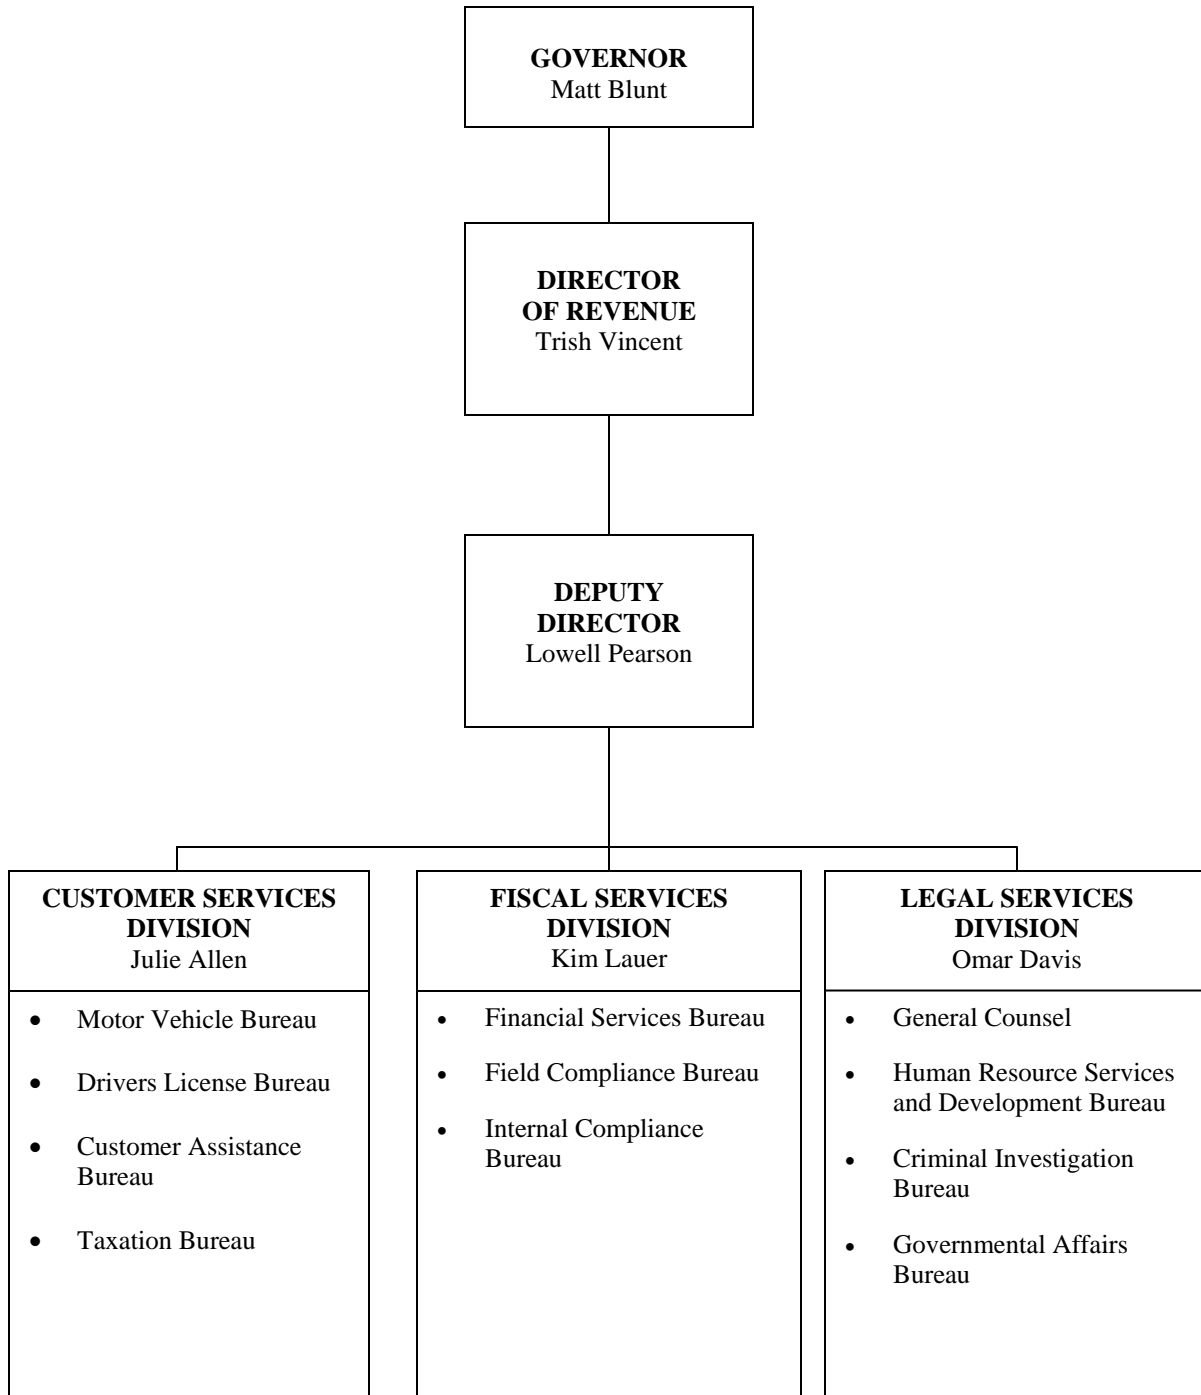 GOVERNOR
Matt Blunt
DIRECTOR
OF REVENUE
Trish Vincent
DEPUTY
DIRECTOR
Lowell Pearson
CUSTOMER SERVICES
DIVISION
Julie Allen
• Motor Vehicle Bureau
• Drivers License Bureau
• Customer Assistance
Bureau
• Taxation Bureau
FISCAL SERVICES
DIVISION
Kim Lauer
• Financial Services Bureau
• Field Compliance Bureau
• Internal Compliance
Bureau
LEGAL SERVICES
DIVISION
Omar Davis
• General Counsel
• Human Resource Services
and Development Bureau
• Criminal Investigation
Bureau
• Governmental Affairs
Bureau